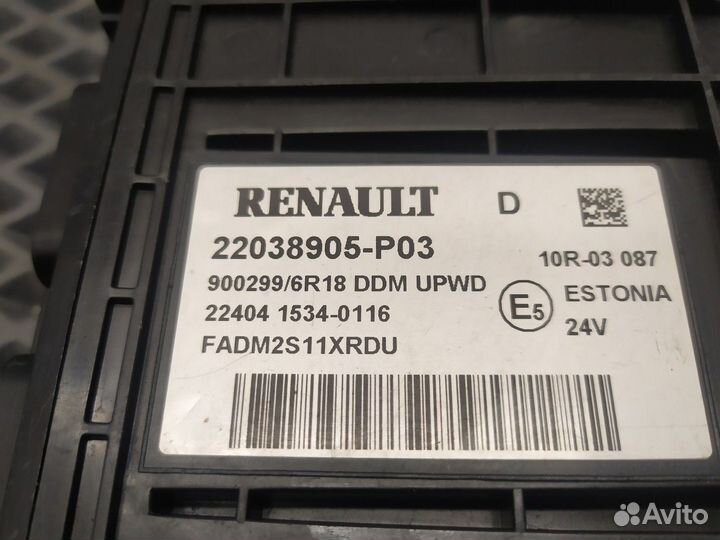 RENAULT D
22038905-P03
10R-03 087
900299/6R18 DDM UPWD
E5 ESTONIA
22404 1534-0116
24V
FADM2S11XRDU
Avito